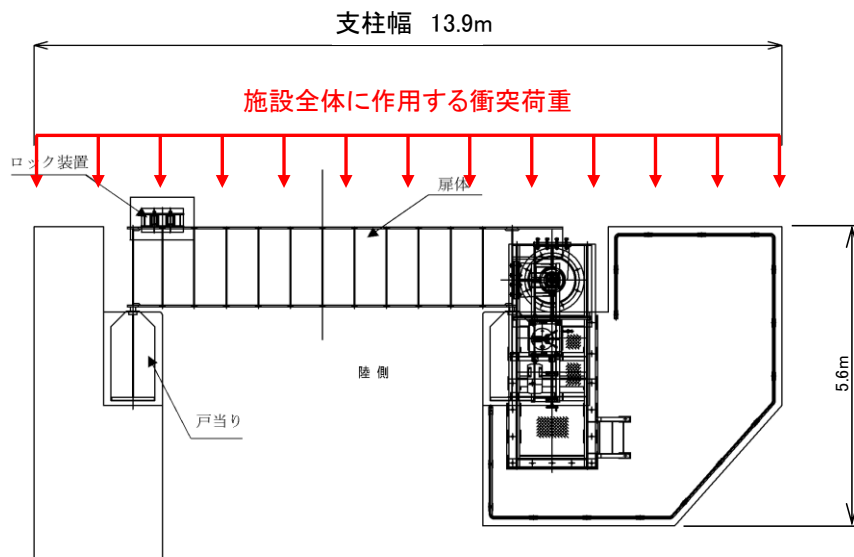 支柱幅 13.9m
施設全体に作用する衝突荷重
ロック装置
扉体
陸 側
戸当り
5.6m